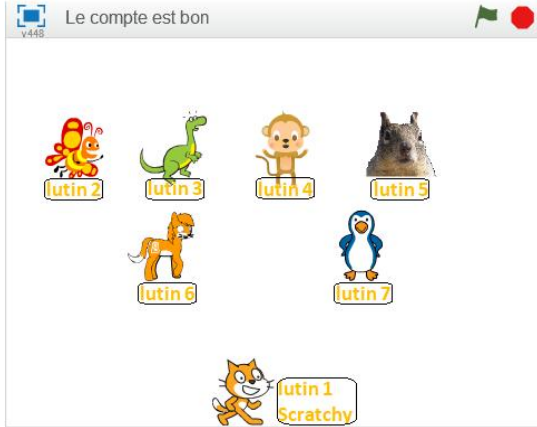 Le compte est bon
v448
lutin 2
lutin 3
lutin 4
lutin 5
lutin 6
lutin 7
lutin 1
Scratchy